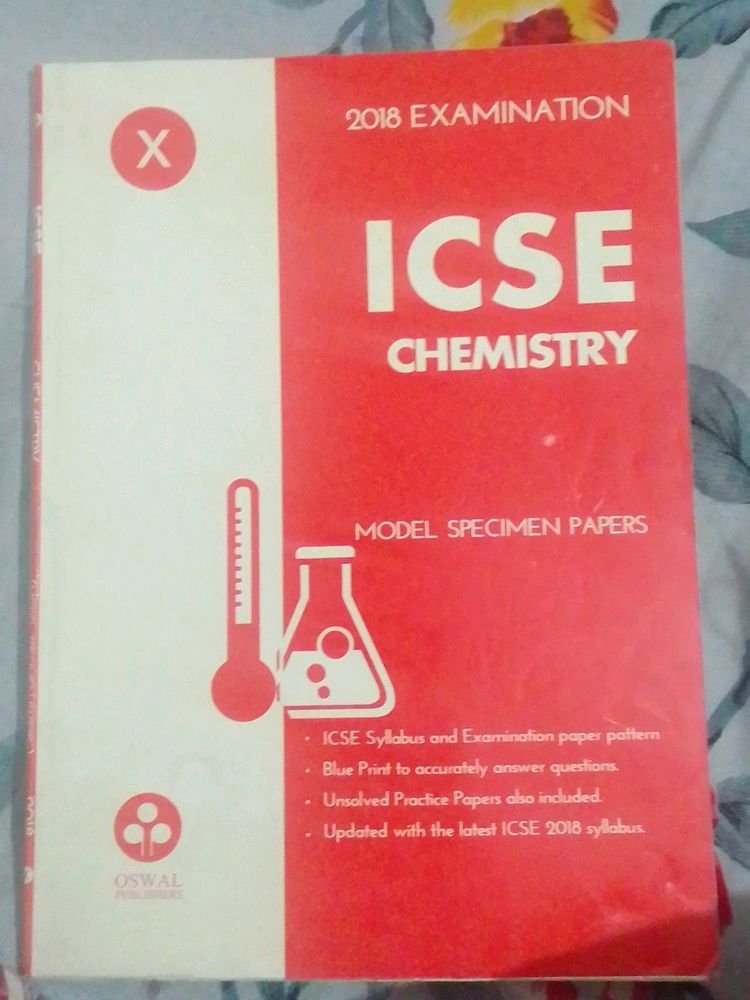 X
2018 EXAMINATION
ICSE
CHEMISTRY
MODEL SPECIMEN PAPERS
• ICSE Syllabus and Examination paper pattern
• Blue Print to accurately answer questions.
• Unsolved Practice Papers also included.
• Updated with the latest ICSE 2018 syllabus.
OSWAL
PUBLISHERS